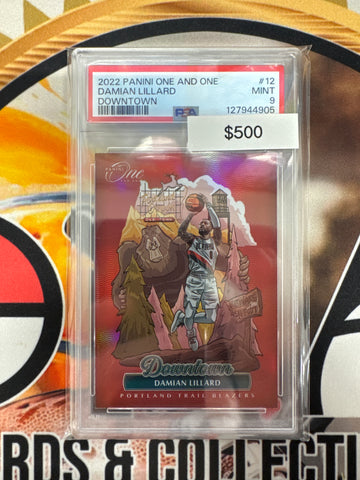 2022 PANINI ONE AND ONE #12
DAMIAN LILLARD MINT
DOWNTOWN 9
PSA 127944905
$500
PANINI
One
Downtown
DAMIAN LILLARD
PORTLAND TRAIL BLAZERS
RDS & COLLECTI